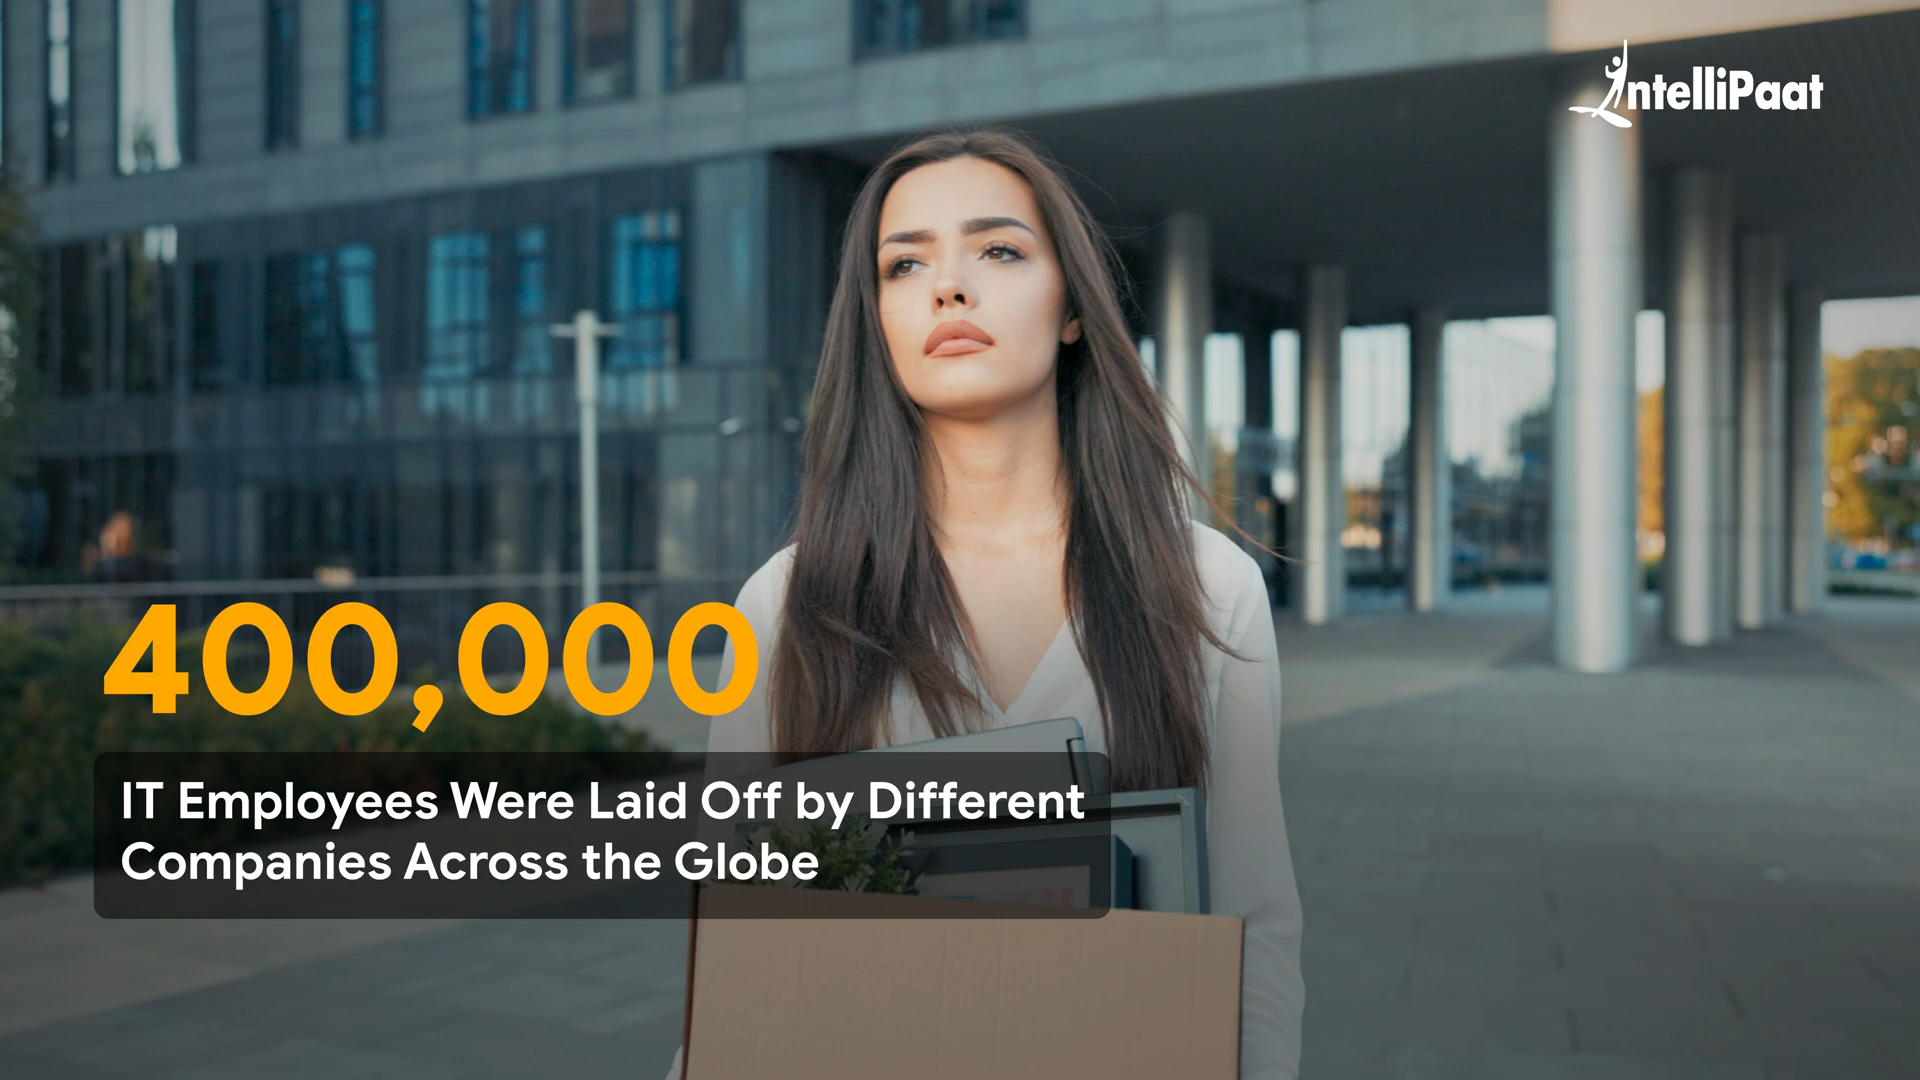 IntelliPaat
400,000
IT Employees Were Laid Off by Different
Companies Across the Globe